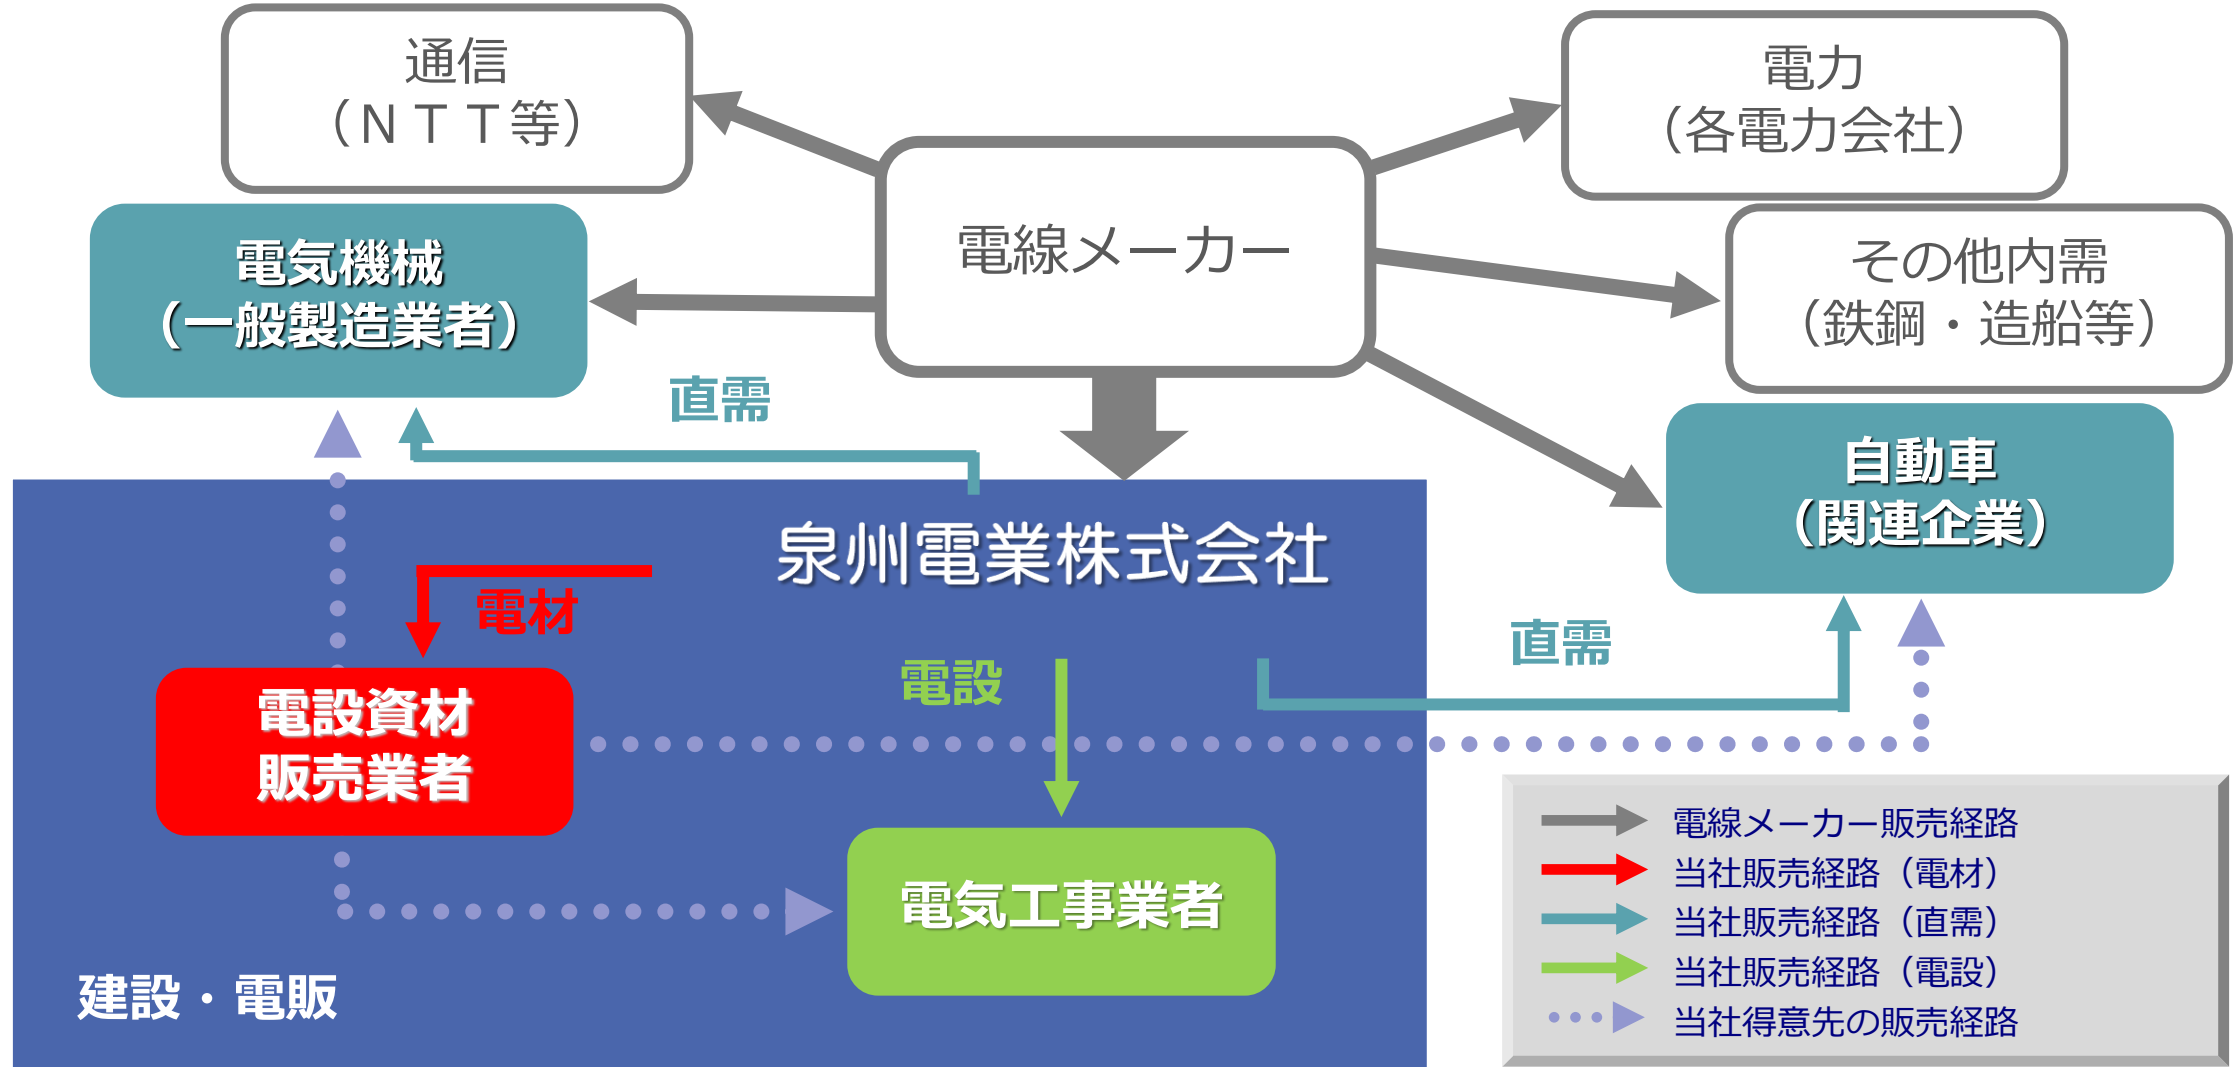 通信
（ＮＴＴ等）
電力
（各電力会社）
電線メーカー
電気機械
（一般製造業者）
その他内需
（鉄鋼・造船等）
直需
自動車
（関連企業）
泉州電業株式会社
電材
直需
電設
電設資材
販売業者
電気工事業者
建設・電販
電線メーカー販売経路
当社販売経路（電材）
当社販売経路（直需）
当社販売経路（電設）
当社得意先の販売経路